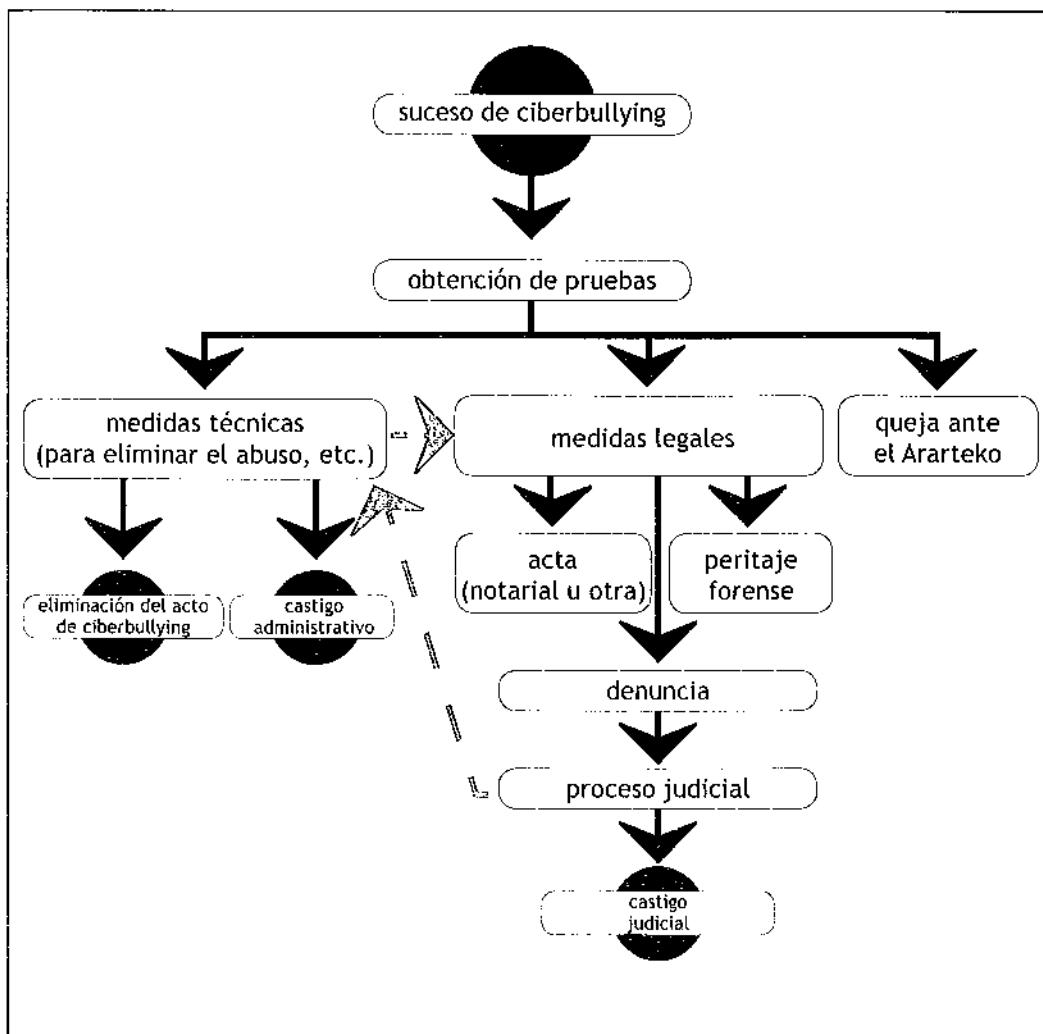 suceso de ciberbullying
obtención de pruebas
medidas técnicas
(para eliminar el abuso, etc.)
medidas legales
queja ante
el Ararteko
acta
(notarial u otra)
peritaje
forense
eliminación del acto
de ciberbullying
castigo
administrativo
denuncia
proceso judicial
castigo
judicial